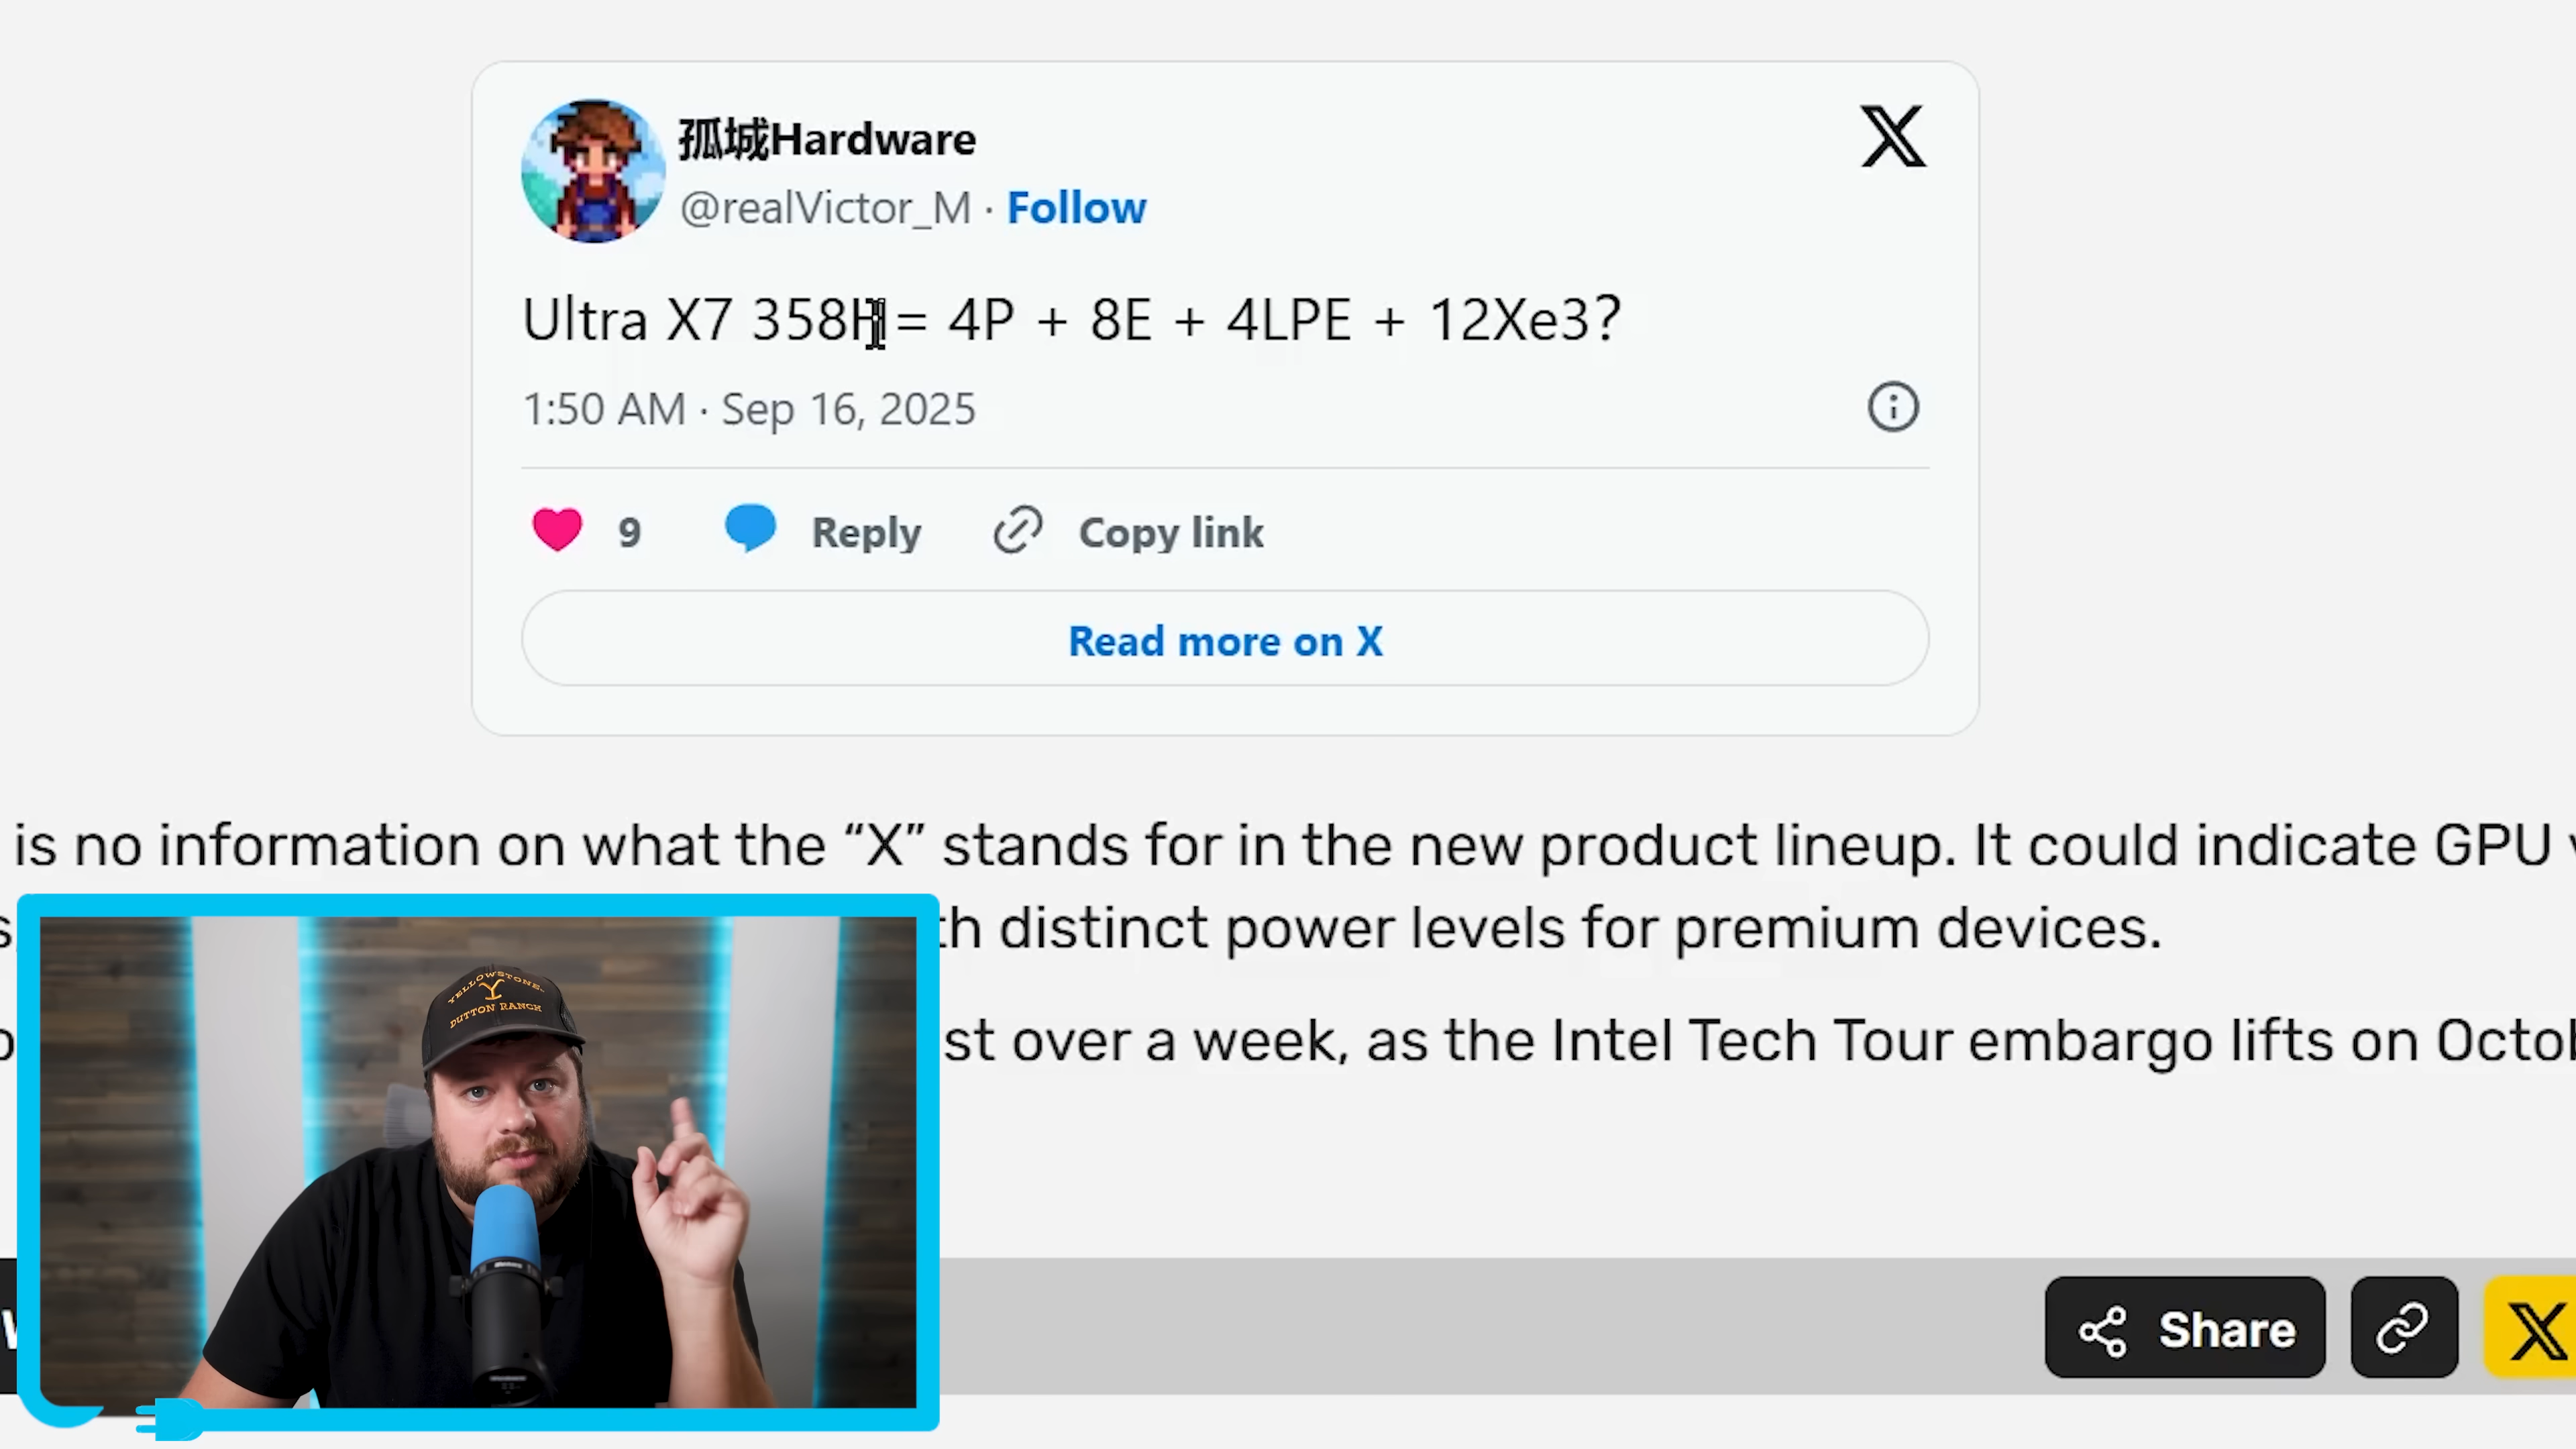 孤城Hardware
@realVictor_M · Follow
Ultra X7 358H = 4P + 8E + 4LPE + 12Xe3?
1:50 AM · Sep 16, 2025
9 Reply Copy link
Read more on X
is no information on what the “X” stands for in the new product lineup. It could indicate GPU
distinct power levels for premium devices.
over a week, as the Intel Tech Tour embargo lifts on
YELLOWSTONE
Y
DUTTON RANCH
Share